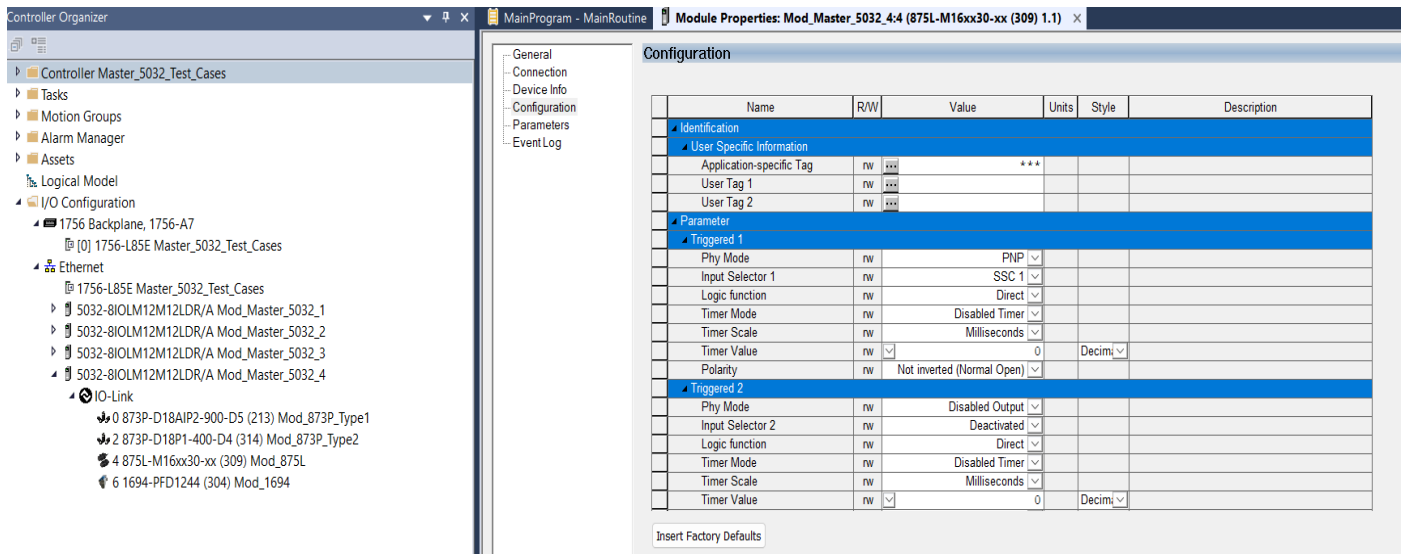 Controller Organizer
Controller Master_5032_Test_Cases
Tasks
Motion Groups
Alarm Manager
Assets
Logical Model
I/O Configuration
1756 Backplane, 1756-A7
[0] 1756-L85E Master_5032_Test_Cases
Ethernet
1756-L85E Master_5032_Test_Cases
5032-8IOLM12M12LDR/A Mod_Master_5032_1
5032-8IOLM12M12LDR/A Mod_Master_5032_2
5032-8IOLM12M12LDR/A Mod_Master_5032_3
5032-8IOLM12M12LDR/A Mod_Master_5032_4
IO-Link
0 873P-D18AIP2-900-D5 (213) Mod_873P_Type1
2 873P-D18P1-400-D4 (314) Mod_873P_Type2
4 875L-M16xx30-xx (309) Mod_875L
6 1694-PFD1244 (304) Mod_1694
MainProgram - MainRoutine Module Properties: Mod_Master_5032_4:4 (875L-M16xx30-xx (309) 1.1) ×
General
Connection
Device Info
Configuration
Parameters
Event Log
Configuration
Name R/W Value Units Style Description
Identification
User Specific Information
Application-specific Tag rw ... ***
User Tag 1 rw ...
User Tag 2 rw ...
Parameter
Triggered 1
Phy Mode rw PNP
Input Selector 1 rw SSC 1
Logic function rw Direct
Timer Mode rw Disabled Timer
Timer Scale rw Milliseconds
Timer Value rw 0 Decima
Polarity rw Not inverted (Normal Open)
Triggered 2
Phy Mode rw Disabled Output
Input Selector 2 rw Deactivated
Logic function rw Direct
Timer Mode rw Disabled Timer
Timer Scale rw Milliseconds
Timer Value rw 0 Decima
Insert Factory Defaults